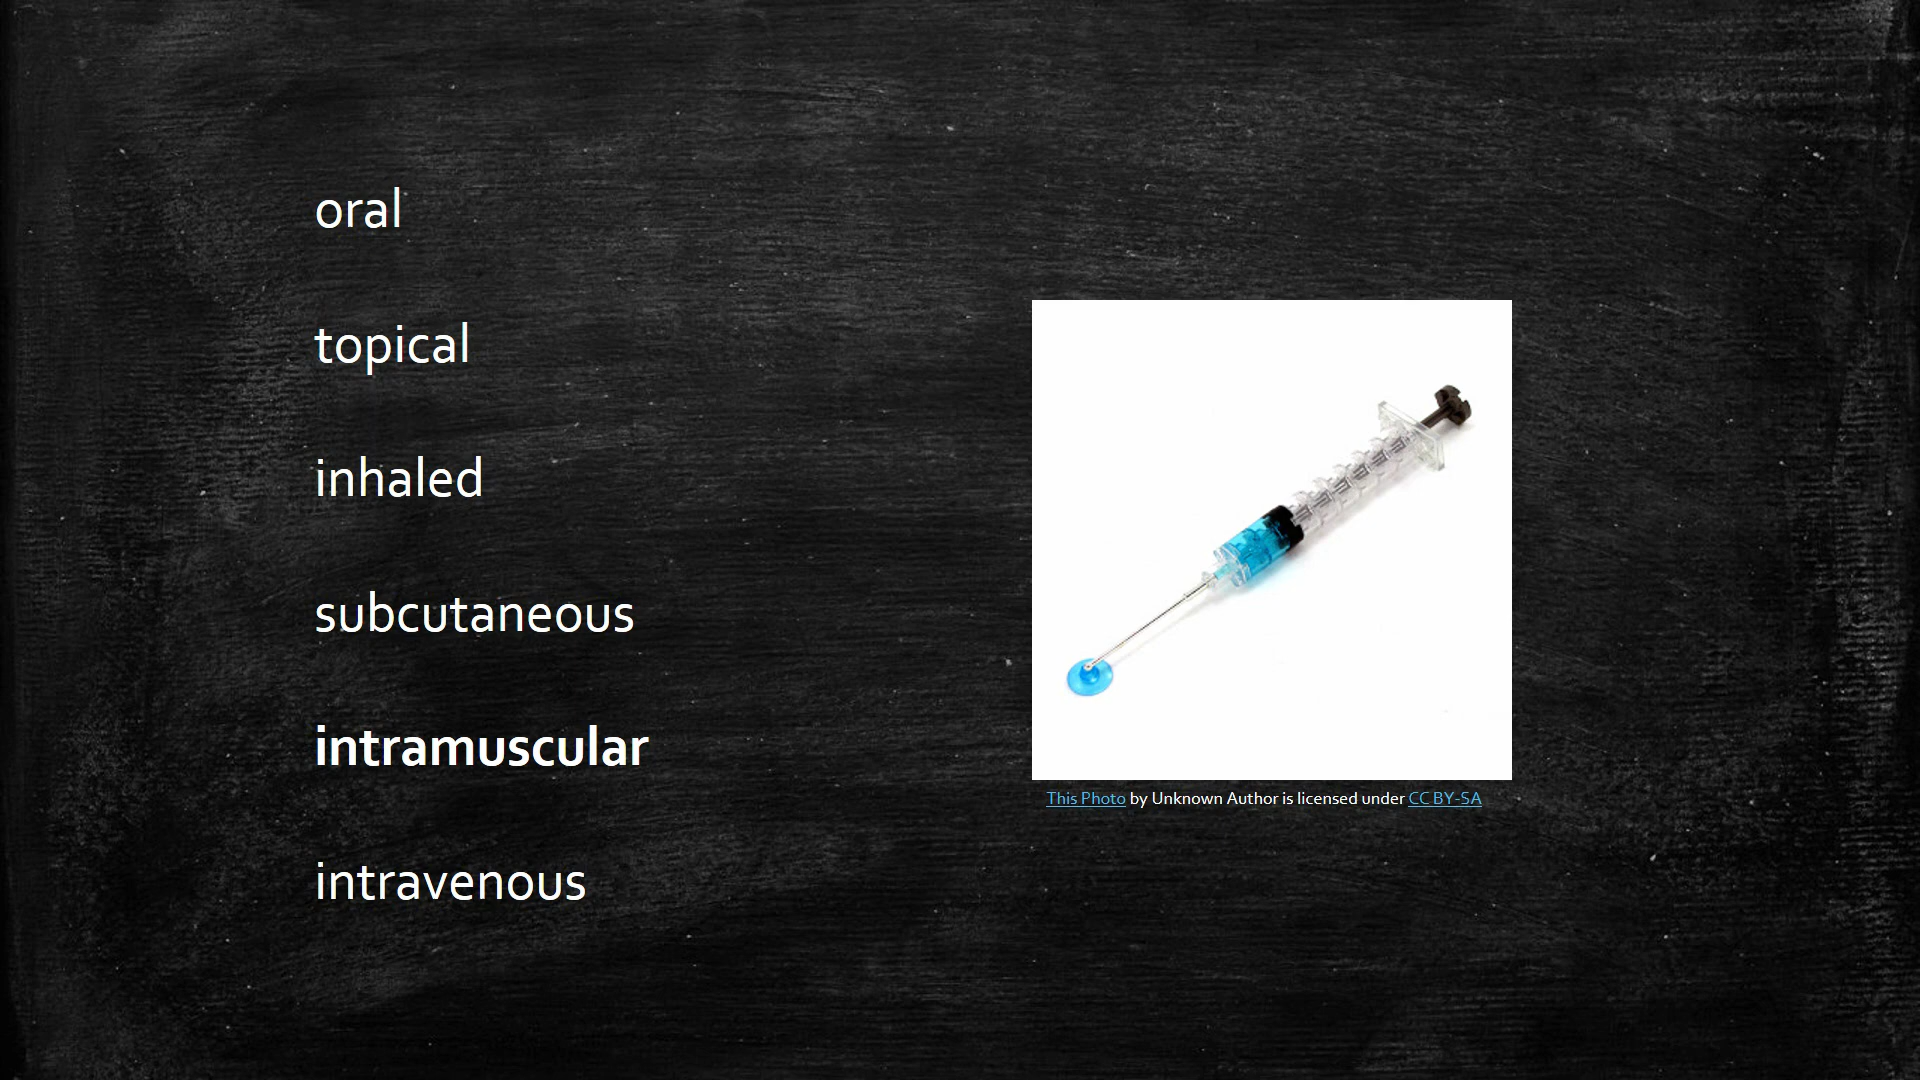 oral
topical
inhaled
subcutaneous
intramuscular
intravenous
This Photo by Unknown Author is licensed under CC BY-SA